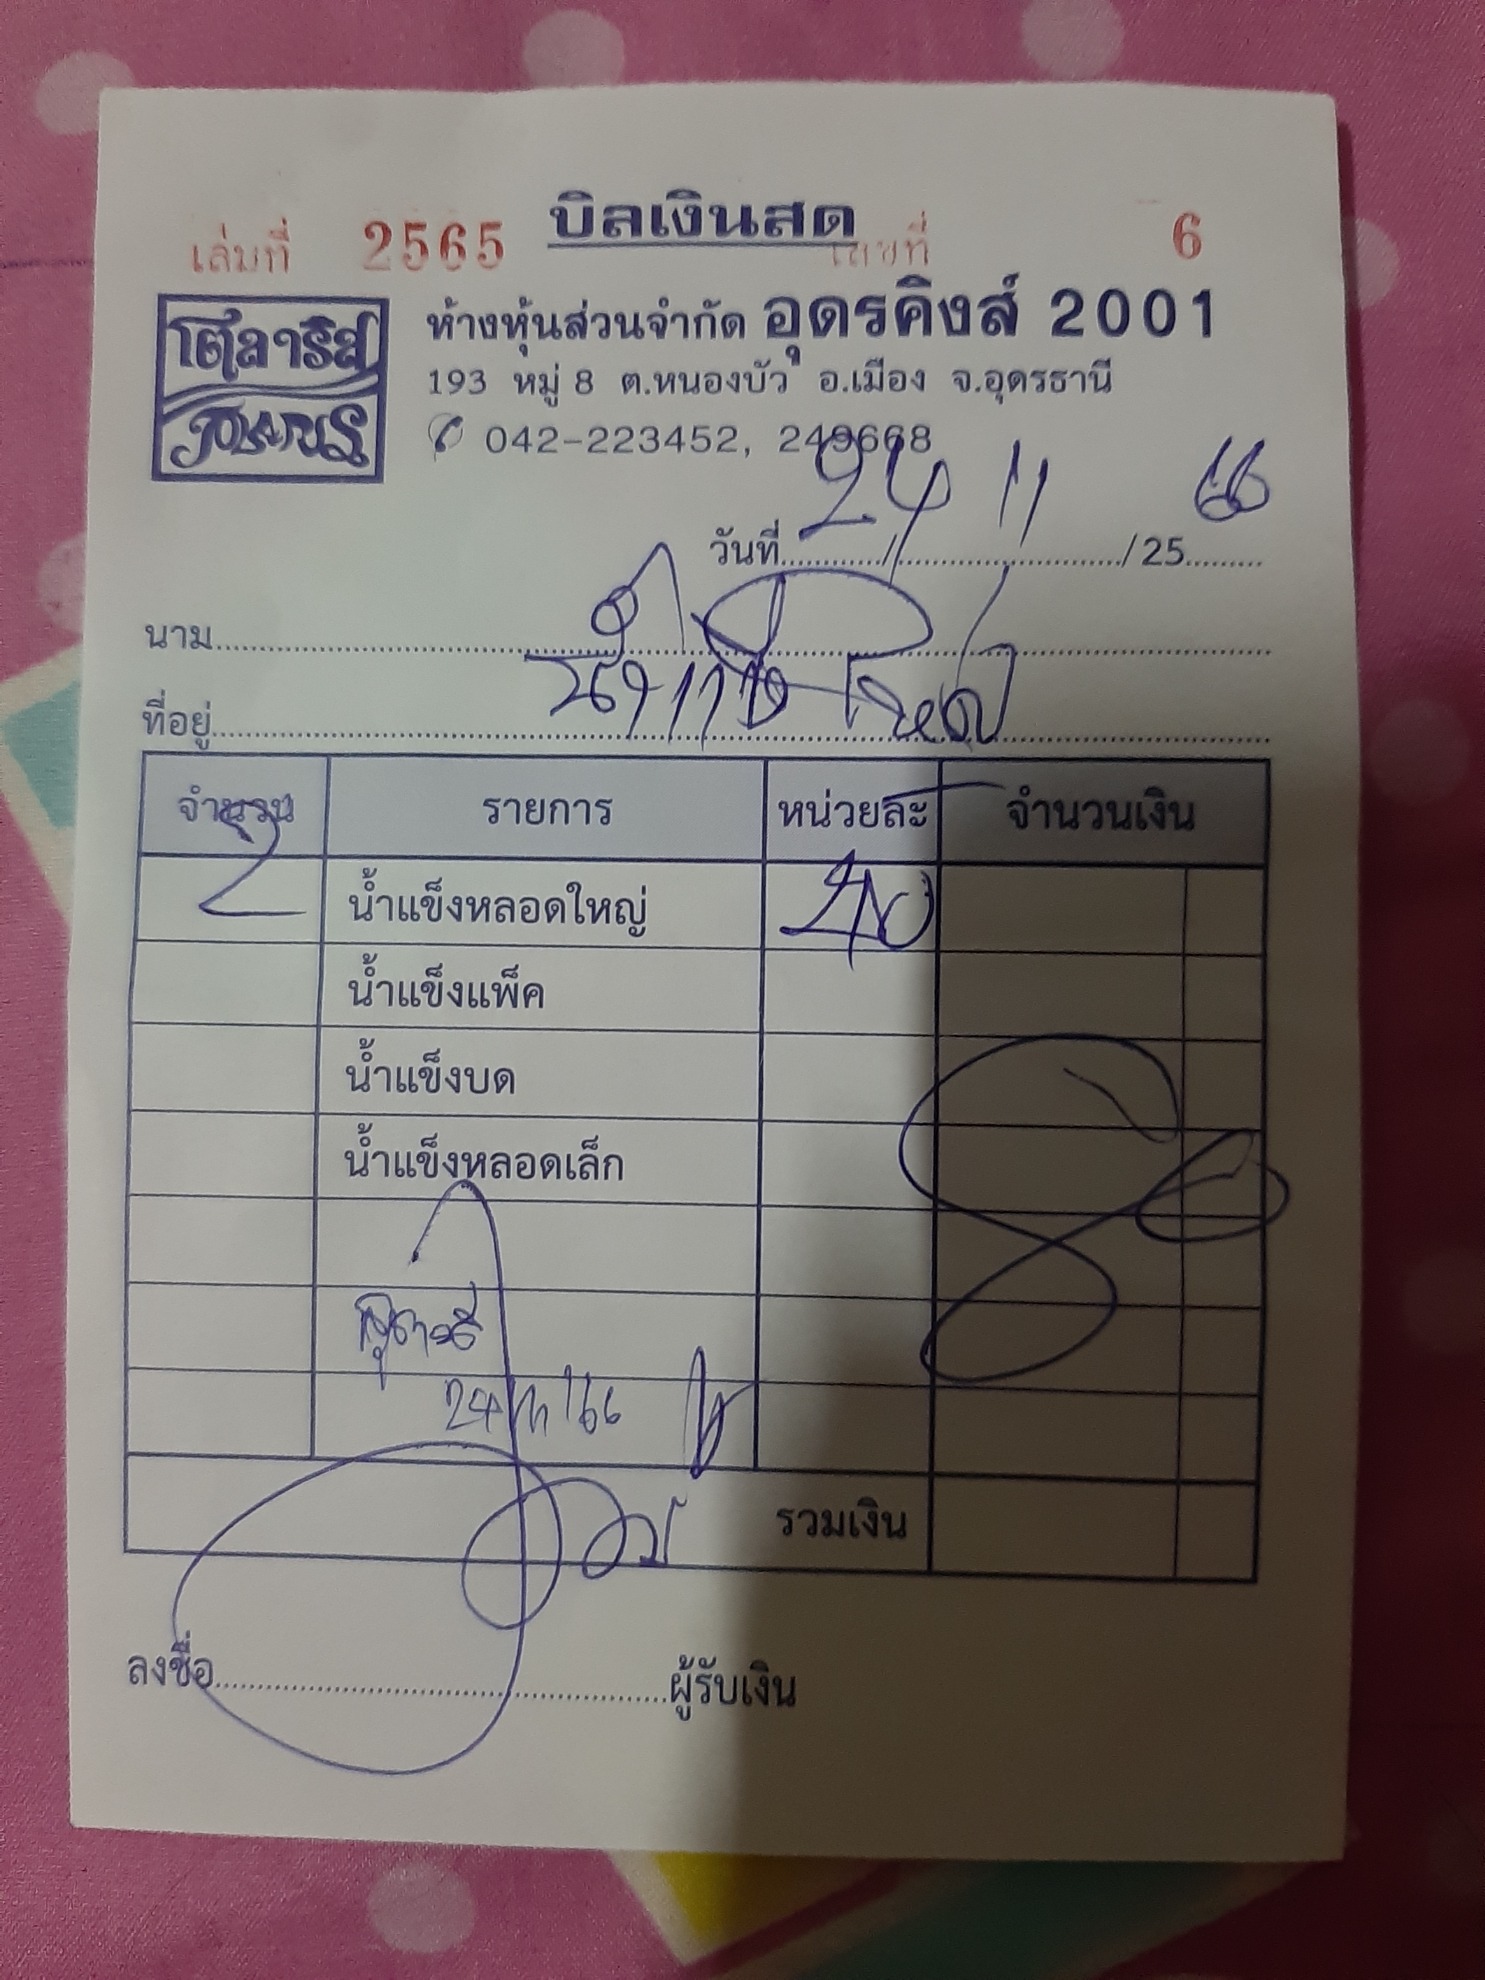 บิลเงินสด
เล่มที่ 2565 เลขที่ 6
ห้างหุ้นส่วนจำกัด อุดรคิงส์ 2001
193 หมู่ 8 ต.หนองบัว อ.เมือง จ.อุดรธานี
042-223452, 249668
วันที่ 24 / 11 / 25 66
นาม
ที่อยู่
จำนวน รายการ หน่วยละ จำนวนเงิน
2 น้ำแข็งหลอดใหญ่ 40
น้ำแข็งแพ็ค
น้ำแข็งบด
น้ำแข็งหลอดเล็ก
80
24/11/66
รวมเงิน
ลงชื่อ ผู้รับเงิน